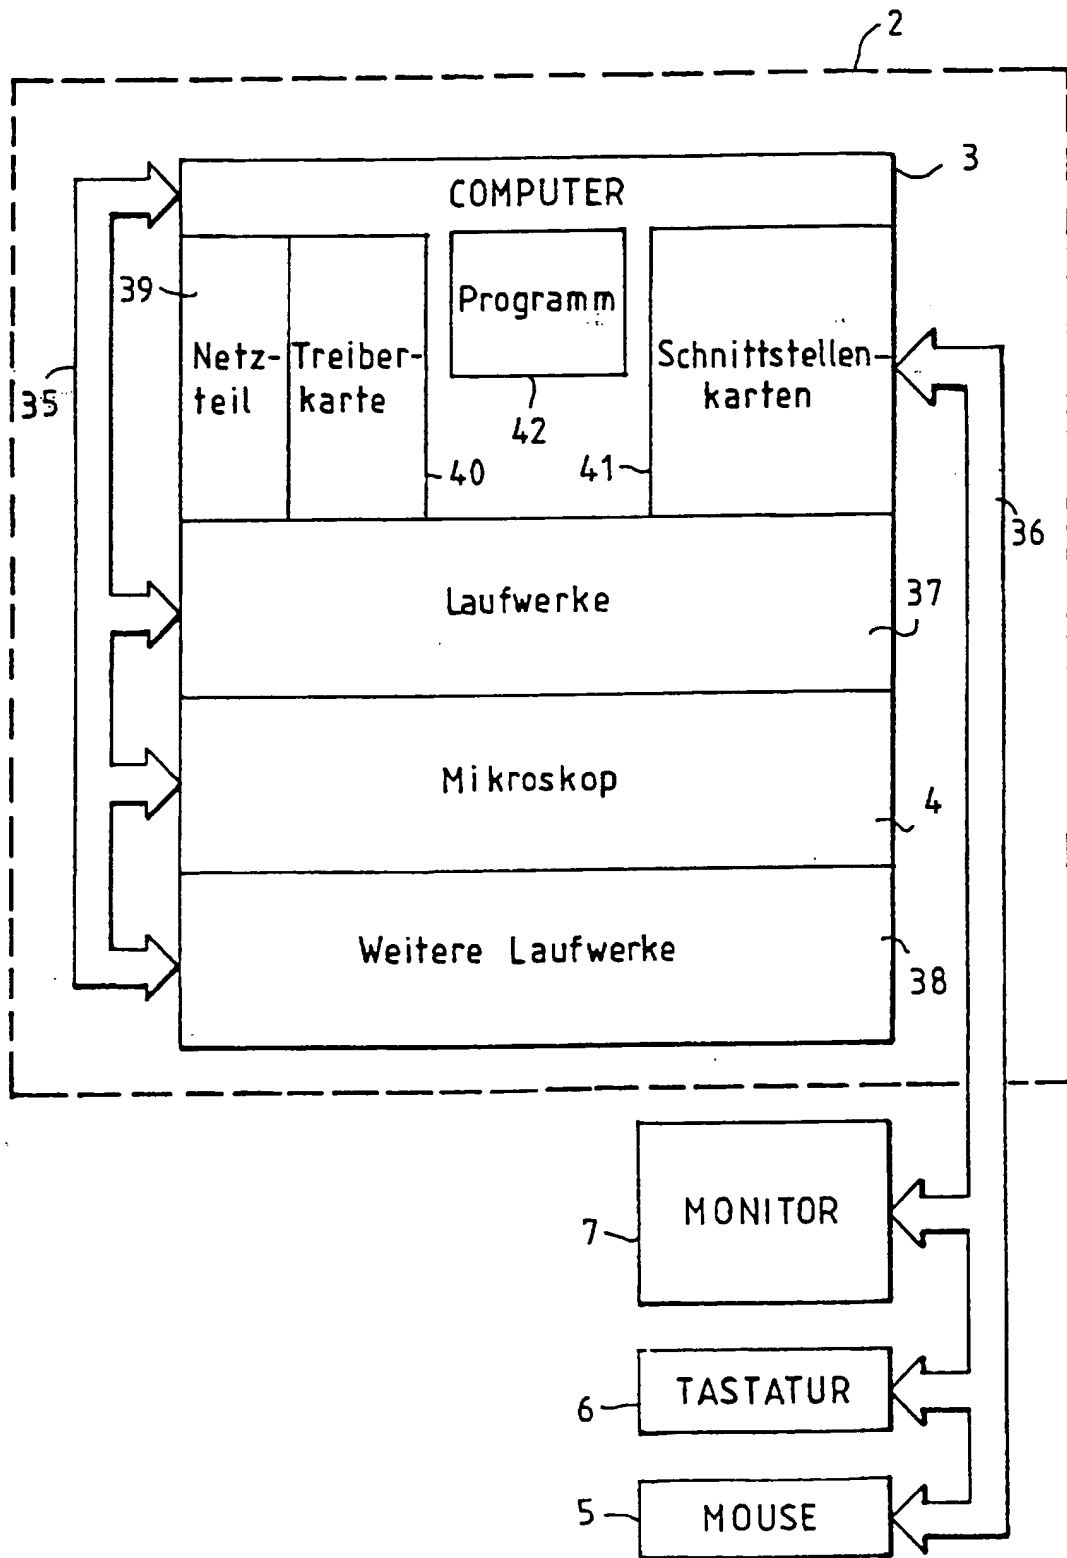 2
3
COMPUTER
39
Netz-
teil
Treiber-
karte
Programm
42
Schnittstellen-
karten
35
40
41
36
Laufwerke
37
Mikroskop
4
Weitere Laufwerke
38
MONITOR
7
TASTATUR
6
MOUSE
5